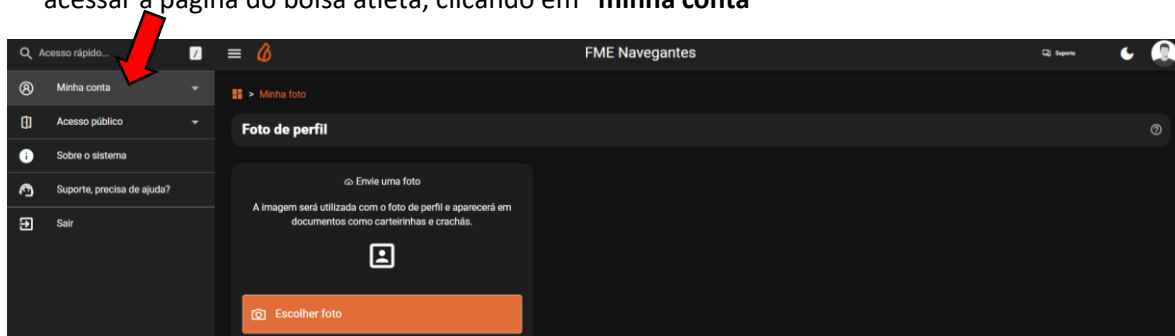 acessar a página do bolsa atleta, clicando em "minha conta"
Acesso rápido... /
FME Navegantes
Suporte
Minha conta
> Minha foto
Acesso público
Foto de perfil
Sobre o sistema
Suporte, precisa de ajuda?
Sair
Envie uma foto
A imagem será utilizada com o foto de perfil e aparecerá em
documentos como carteirinhas e crachás.
Escolher foto